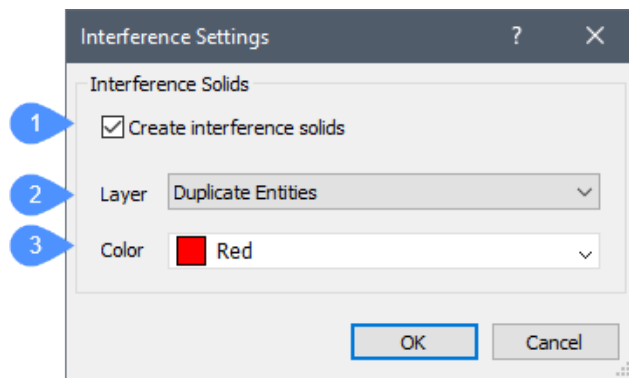 Interference Settings ? ×
Interference Solids
1 Create interference solids
2 Layer Duplicate Entities
3 Color Red
OK Cancel